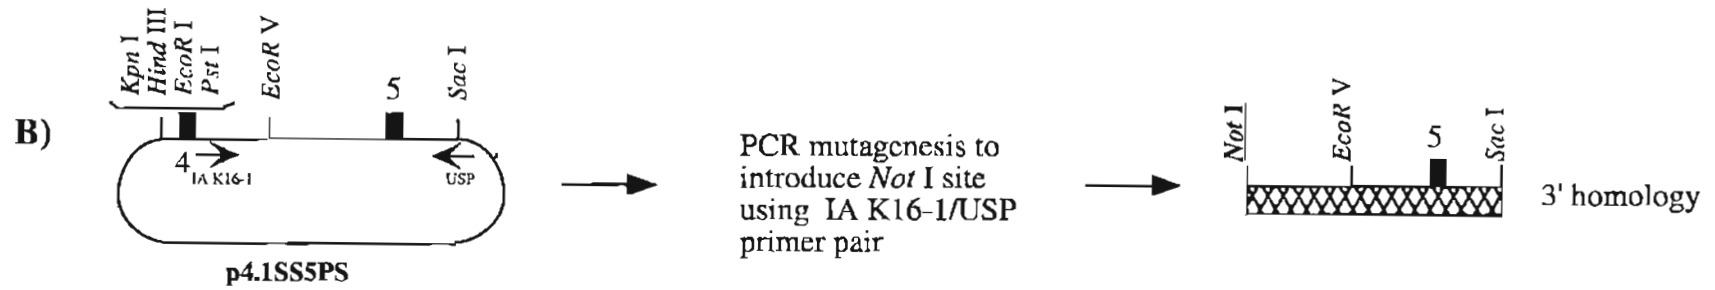 B)
Kpn I
Hind III
EcoR I
Pst I
EcoR V
5
Sac I
4
IA K16-1
USP
p4.1SS5PS
PCR mutagenesis to
introduce Not I site
using IA K16-1/USP
primer pair
Not I
EcoR V
5
Sac I
3' homology